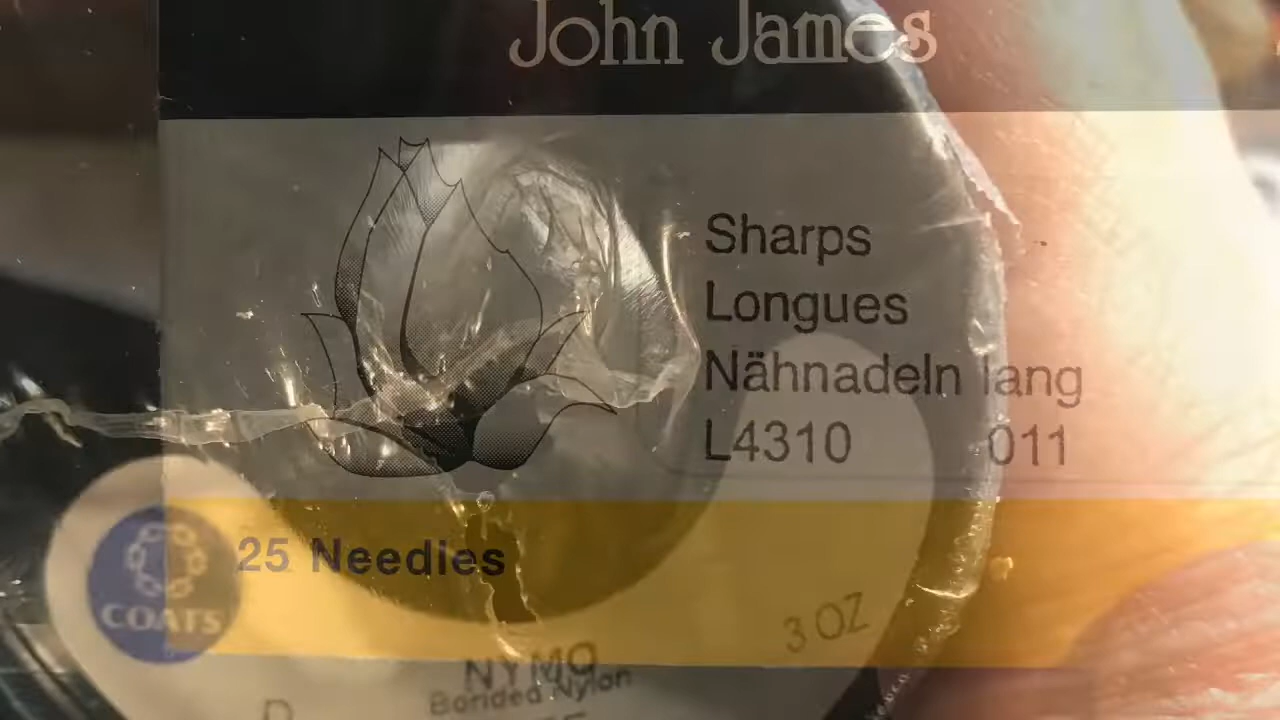 John James
Sharps
Longues
Nähnadeln lang
L4310 011
25 Needles
COATS
3 OZ
NYMO
Bonded Nylon
D